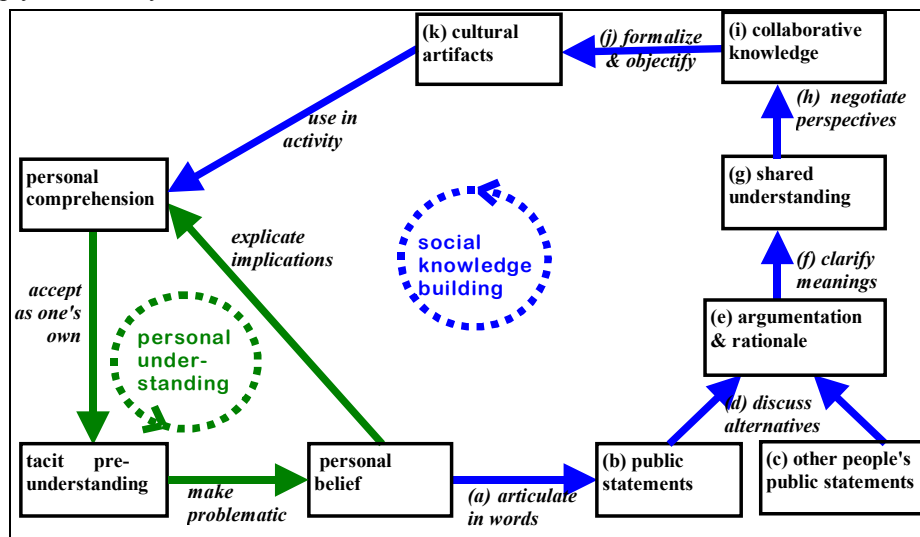 (k) cultural
artifacts
(j) formalize
& objectify
(i) collaborative
knowledge
(h) negotiate
perspectives
use in
activity
personal
comprehension
(g) shared
understanding
explicate
implications
social
knowledge
building
(f) clarify
meanings
accept
as one's
own
personal
under-
standing
(e) argumentation
& rationale
(d) discuss
alternatives
tacit pre-
understanding
make
problematic
personal
belief
(a) articulate
in words
(b) public
statements
(c) other people's
public statements